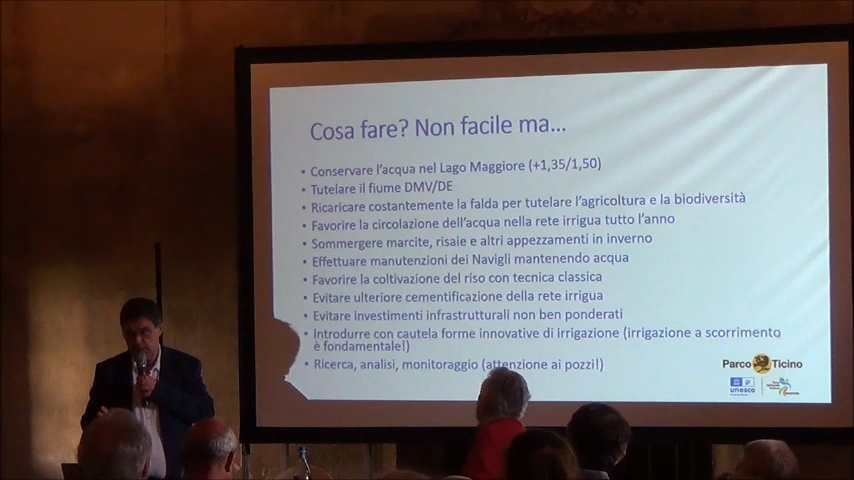 Cosa fare? Non facile ma...
• Conservare l'acqua nel Lago Maggiore (+1,35/1,50)
• Tutelare il fiume DMV/DE
• Ricaricare costantemente la falda per tutelare l'agricoltura e la biodiversità
• Favorire la circolazione dell'acqua nella rete irrigua tutto l'anno
• Sommergere marcite, risaie e altri appezzamenti in inverno
• Effettuare manutenzioni dei Navigli mantenendo acqua
• Favorire la coltivazione del riso con tecnica classica
• Evitare ulteriore cementificazione della rete irrigua
• Evitare investimenti infrastrutturali non ben ponderati
• Introdurre con cautela forme innovative di irrigazione (irrigazione a scorrimento
è fondamentale!)
• Ricerca, analisi, monitoraggio (attenzione ai pozzi!)
Parco Ticino
unesco